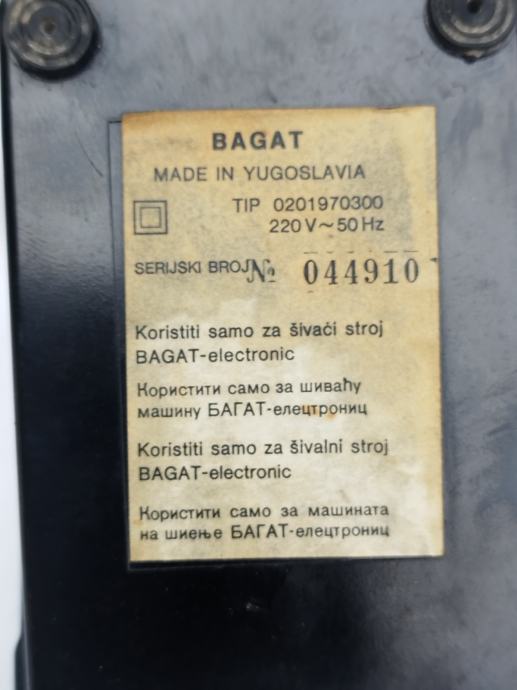 BAGAT
MADE IN YUGOSLAVIA
TIP 0201970300
220 V~50 Hz
SERIJSKI BROJ № 044910
Koristiti samo za šivaći stroj
BAGAT-electronic
Користити само за шиваћу
машину БАГАТ-елецтрониц
Koristiti samo za šivalni stroj
BAGAT-electronic
Користити само за машината
на шиење БАГАТ-елецтрониц